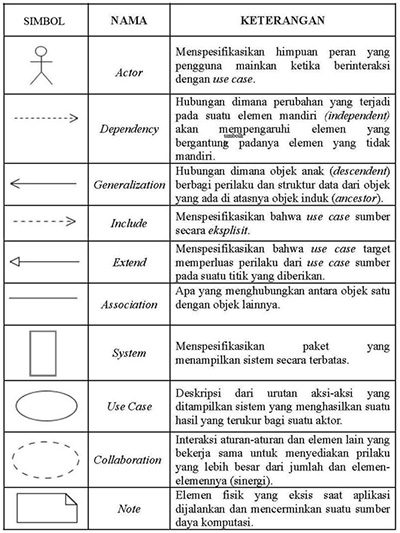 SIMBOL NAMA KETERANGAN
Actor
Menspesifikasikan himpuan peran yang
pengguna mainkan ketika berinteraksi
dengan use case.
Dependency
Hubungan dimana perubahan yang terjadi
pada suatu elemen mandiri (independent)
akan mempengaruhi elemen yang
bergantung padanya elemen yang tidak
mandiri.
Generalization
Hubungan dimana objek anak (descendent)
berbagi perilaku dan struktur data dari objek
yang ada di atasnya objek induk (ancestor).
Include
Menspesifikasikan bahwa use case sumber
secara eksplisit.
Extend
Menspesifikasikan bahwa use case target
memperluas perilaku dari use case sumber
pada suatu titik yang diberikan.
Association
Apa yang menghubungkan antara objek satu
dengan objek lainnya.
System
Menspesifikasikan paket yang
menampilkan sistem secara terbatas.
Use Case
Deskripsi dari urutan aksi-aksi yang
ditampilkan sistem yang menghasilkan suatu
hasil yang terukur bagi suatu aktor.
Collaboration
Interaksi aturan-aturan dan elemen lain yang
bekerja sama untuk menyediakan prilaku
yang lebih besar dari jumlah dan elemen-
elemennya (sinergi).
Note
Elemen fisik yang eksis saat aplikasi
dijalankan dan mencerminkan suatu sumber
daya komputasi.